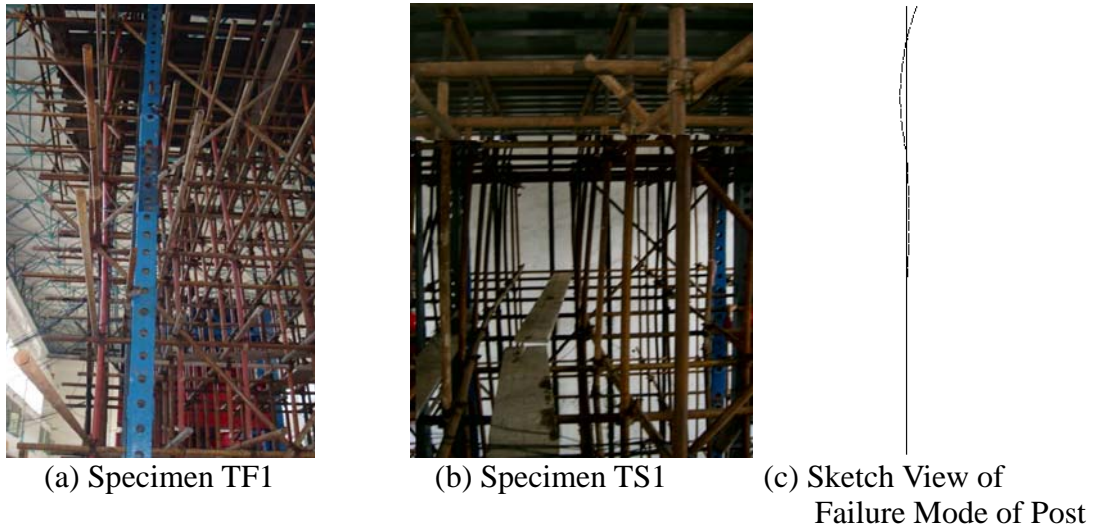 (a) Specimen TF1
(b) Specimen TS1
(c) Sketch View of
Failure Mode of Post